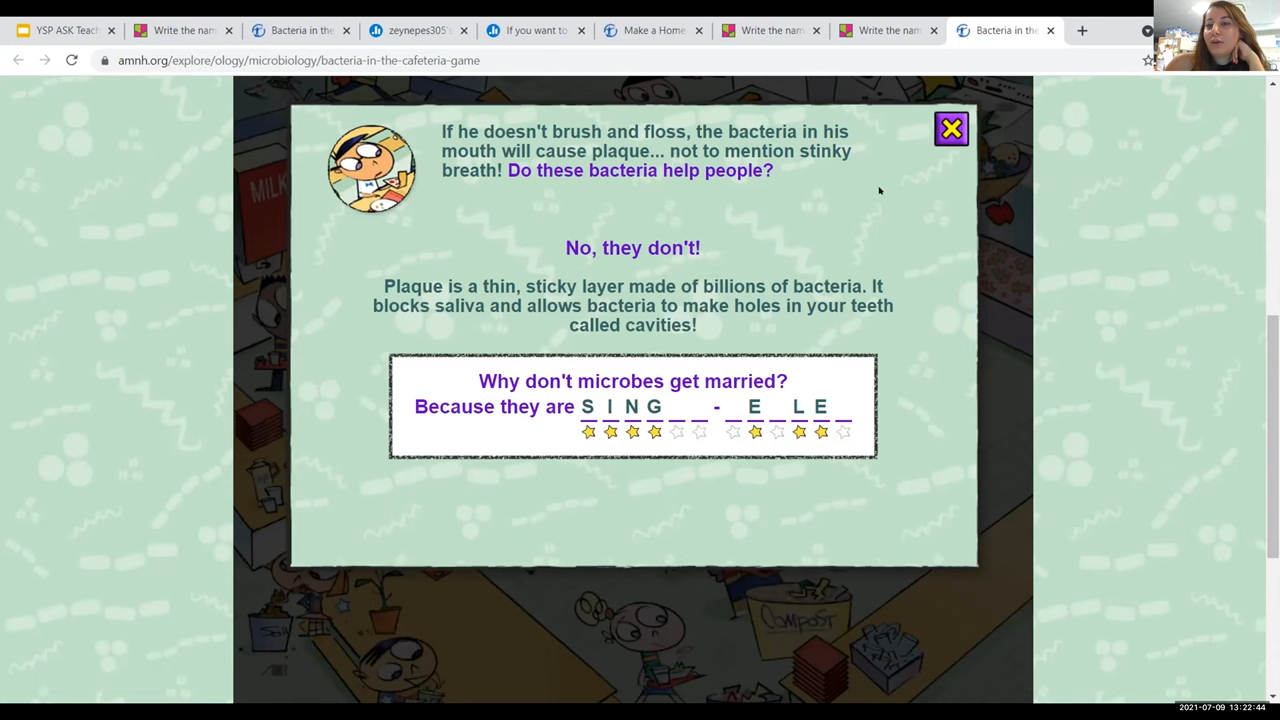 YSP ASK Teach
Write the nam
Bacteria in the
zeynepes305's
If you want to
Make a Home
Write the nam
Write the nam
Bacteria in the
amnh.org/explore/ology/microbiology/bacteria-in-the-cafeteria-game
If he doesn't brush and floss, the bacteria in his
mouth will cause plaque... not to mention stinky
breath! Do these bacteria help people?
No, they don't!
Plaque is a thin, sticky layer made of billions of bacteria. It
blocks saliva and allows bacteria to make holes in your teeth
called cavities!
Why don't microbes get married?
Because they are S I N G _ _ - _ E _ L E _
MILK
Soil
COMPOST
2021-07-09 13:22:44